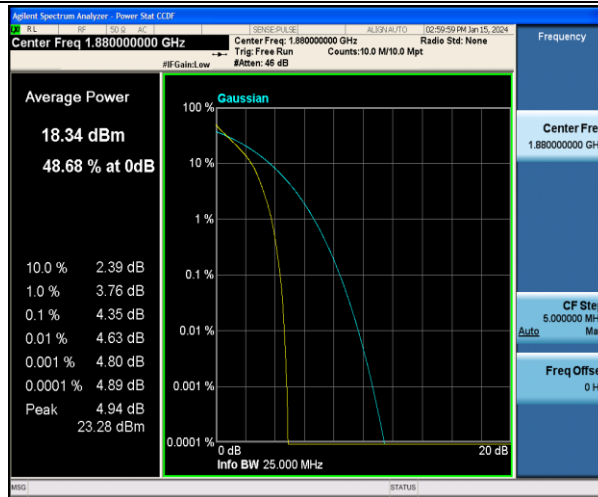 Agilent Spectrum Analyzer - Power Stat CCDF
RL RF 50 Ω AC SENSE:PULSE ALIGN AUTO 02:59:59 PM Jan 15, 2024
Center Freq 1.880000000 GHz
Center Freq: 1.880000000 GHz Radio Std: None
Trig: Free Run Counts:10.0 M/10.0 Mpt
#IFGain:Low #Atten: 46 dB
Frequency
Average Power
18.34 dBm
48.68 % at 0dB
10.0 % 2.39 dB
1.0 % 3.76 dB
0.1 % 4.35 dB
0.01 % 4.63 dB
0.001 % 4.80 dB
0.0001 % 4.89 dB
Peak 4.94 dB
23.28 dBm
Gaussian
100 %
10 %
1 %
0.1 %
0.01 %
0.001 %
0.0001 %
0 dB 20 dB
Info BW 25.000 MHz
Center Fre
1.880000000 GH
CF Ste
5.000000 MH
Auto Ma
Freq Offse
0 H
MSG STATUS